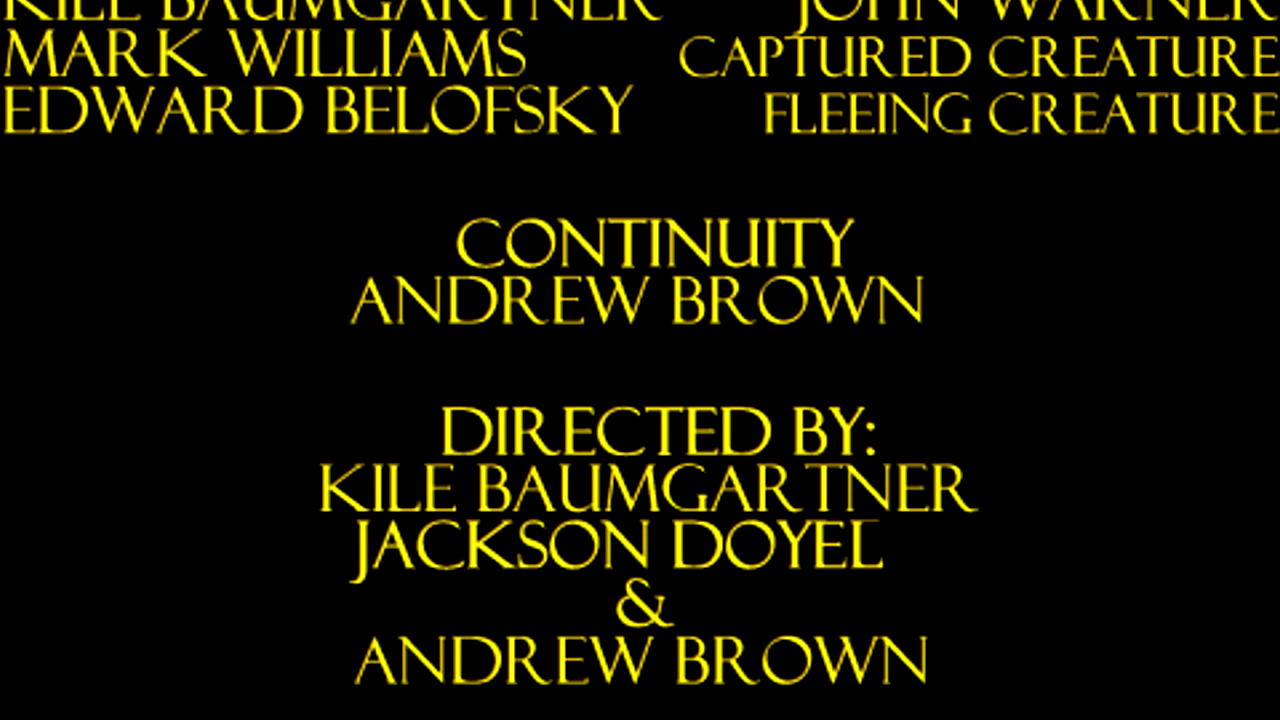 KILE BAUMGARTNER JOHN WARNER
MARK WILLIAMS CAPTURED CREATURE
EDWARD BELOFSKY FLEEING CREATURE
CONTINUITY
ANDREW BROWN
DIRECTED BY:
KILE BAUMGARTNER
JACKSON DOYEL
&
ANDREW BROWN